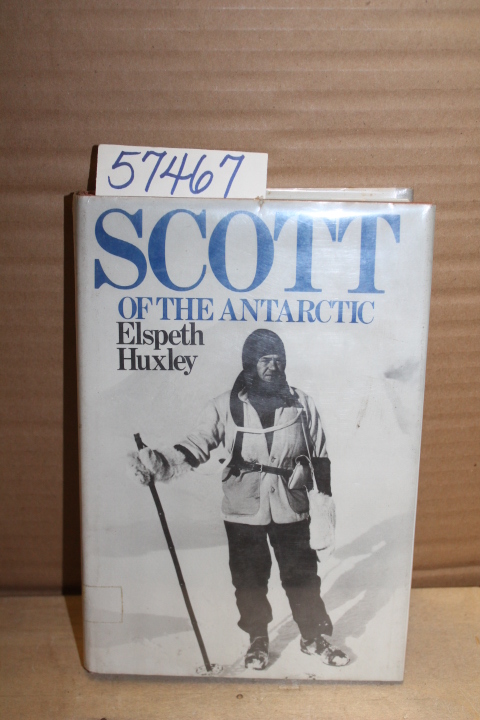 57467
SCOTT
OF THE ANTARCTIC
Elspeth
Huxley